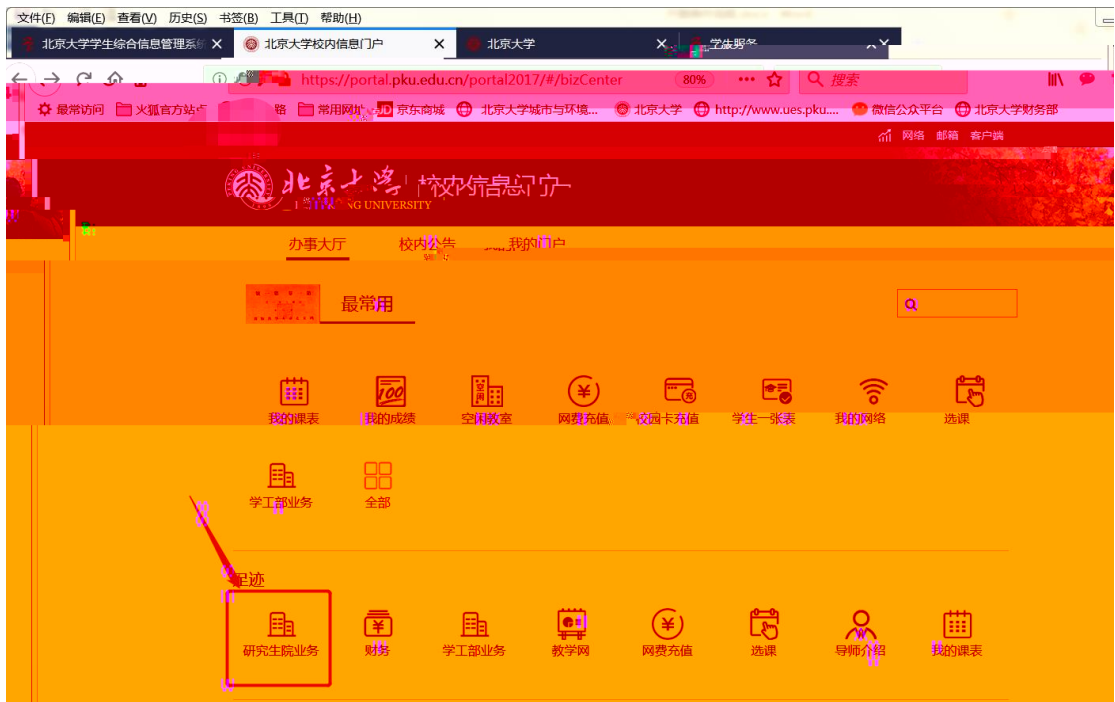 文件(F) 编辑(E) 查看(V) 历史(S) 书签(B) 工具(T) 帮助(H)
北京大学学生综合信息管理系统 北京大学校内信息门户 北京大学
https://portal.pku.edu.cn/portal2017/#/bizCenter 80% 搜索
最常访问 火狐官方站点 常用网址 JD 京东商城 北京大学城市与环境... 北京大学 http://www.ues.pku.... 微信公众平台 北京大学财务部
网络 邮箱 客户端
北京大学 校内信息门户
NG UNIVERSITY
办事大厅 校内公告 我的门户
最常用
我的课表 我的成绩 空闲教室 网费充值 校园卡充值 学生一张表 我的网络 选课
学工部业务 全部
足迹
研究生院业务 财务 学工部业务 教学网 网费充值 选课 导师介绍 我的课表